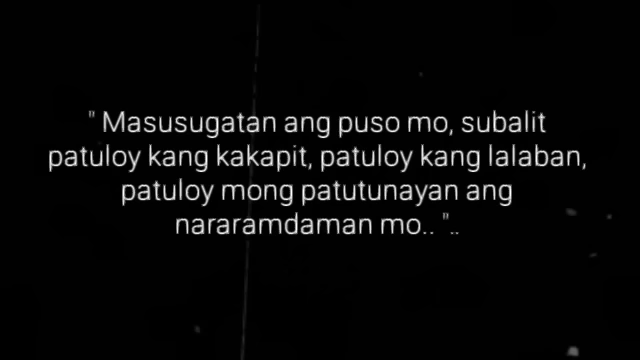 " Masusugatan ang puso mo, subalit
patuloy kang kakapit, patuloy kang lalaban,
patuloy mong patutunayan ang
nararamdaman mo.. "..